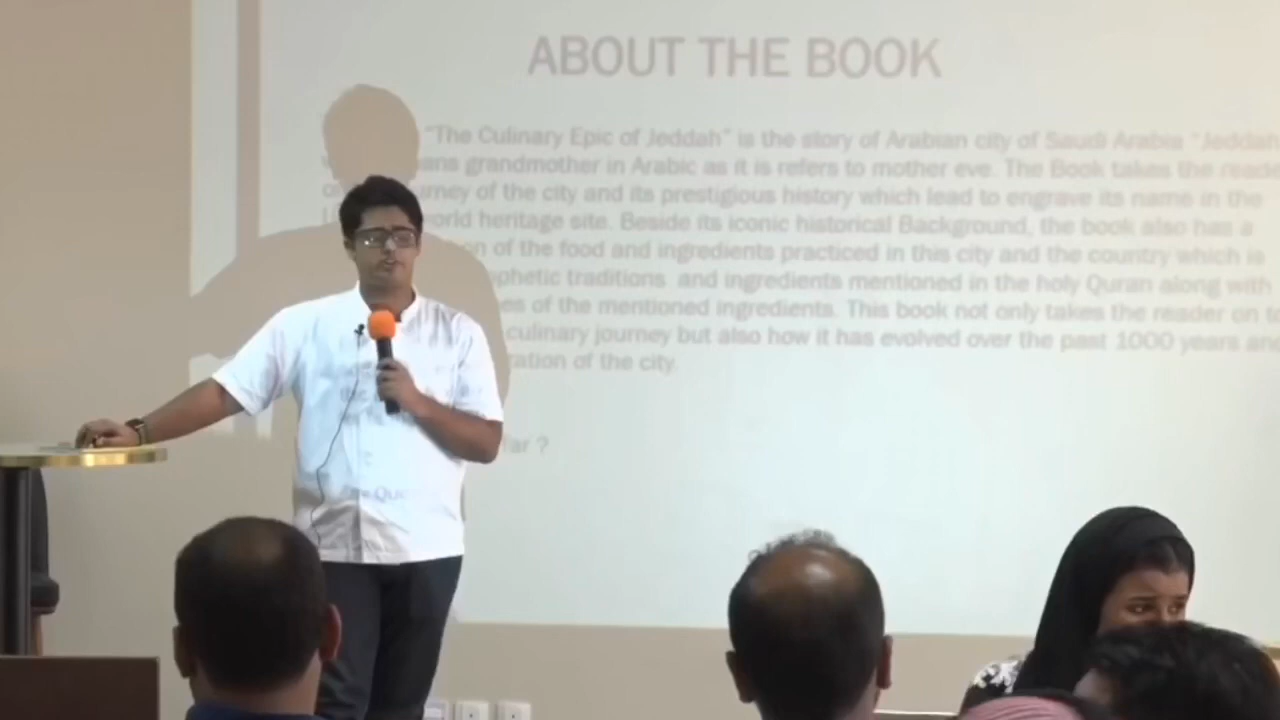 ABOUT THE BOOK
"The Culinary Epic of Jeddah" is the story of Arabian city of Saudi Arabia "Jeddah
grandmother in Arabic as it is refers to mother eve. The Book takes the reade
of the city and its prestigious history which lead to engrave its name in the
world heritage site. Beside its iconic historical Background, the book also has a
of the food and ingredients practiced in this city and the country which is
traditions and ingredients mentioned in the holy Quran along with
of the mentioned ingredients. This book not only takes the reader on to
culinary journey but also how it has evolved over the past 1000 years and
of the city.
far ?